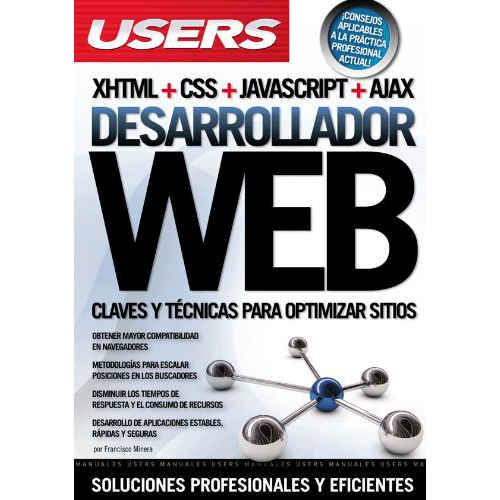 USERS
¡CONSEJOS
APLICABLES
A LA PRÁCTICA
PROFESIONAL
ACTUAL!
XHTML + CSS + JAVASCRIPT + AJAX
DESARROLLADOR
WEB
CLAVES Y TÉCNICAS PARA OPTIMIZAR SITIOS
OBTENER MAYOR COMPATIBILIDAD
EN NAVEGADORES
METODOLOGÍAS PARA ESCALAR
POSICIONES EN LOS BUSCADORES
DISMINUIR LOS TIEMPOS DE
RESPUESTA Y EL CONSUMO DE RECURSOS
DESARROLLO DE APLICACIONES ESTABLES,
RÁPIDAS Y SEGURAS
por Francisco Minera
MANUALES USERS MANUALES USERS MANUALES USERS MANUALES USERS MA
SOLUCIONES PROFESIONALES Y EFICIENTES